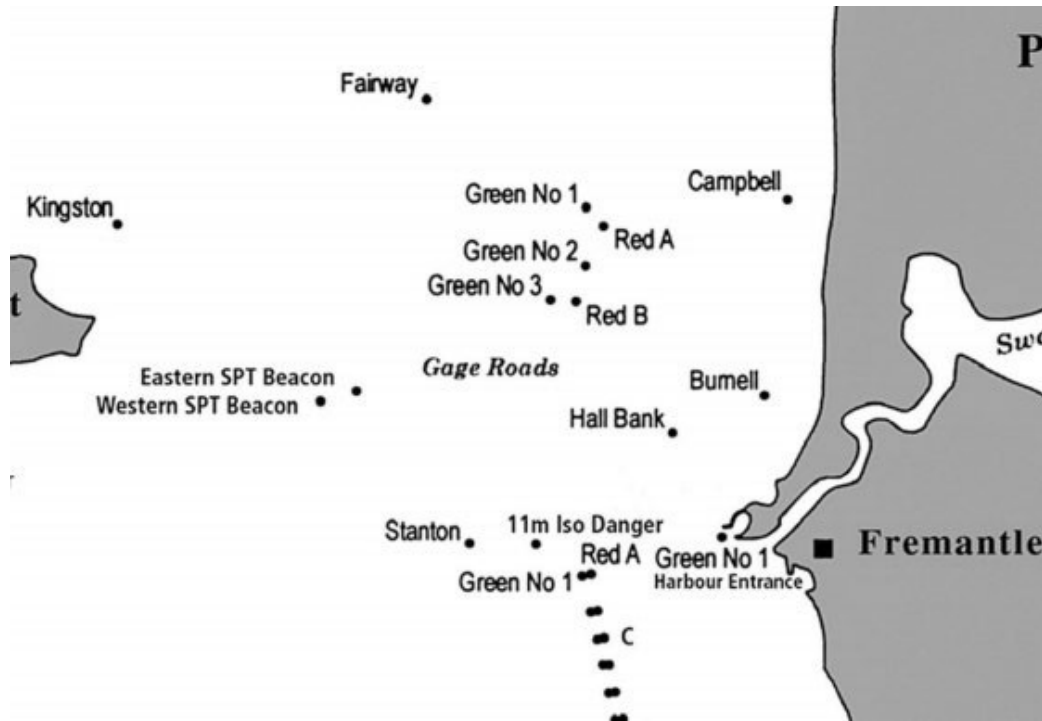 P
Fairway
Campbell
Green No 1
Kingston
Red A
Green No 2
Green No 3
t
Red B
Swa
Gage Roads
Eastern SPT Beacon
Burnell
Western SPT Beacon
Hall Bank
11m Iso Danger
Stanton
Fremantle
Red A
Green No 1
Green No 1
Harbour Entrance
C